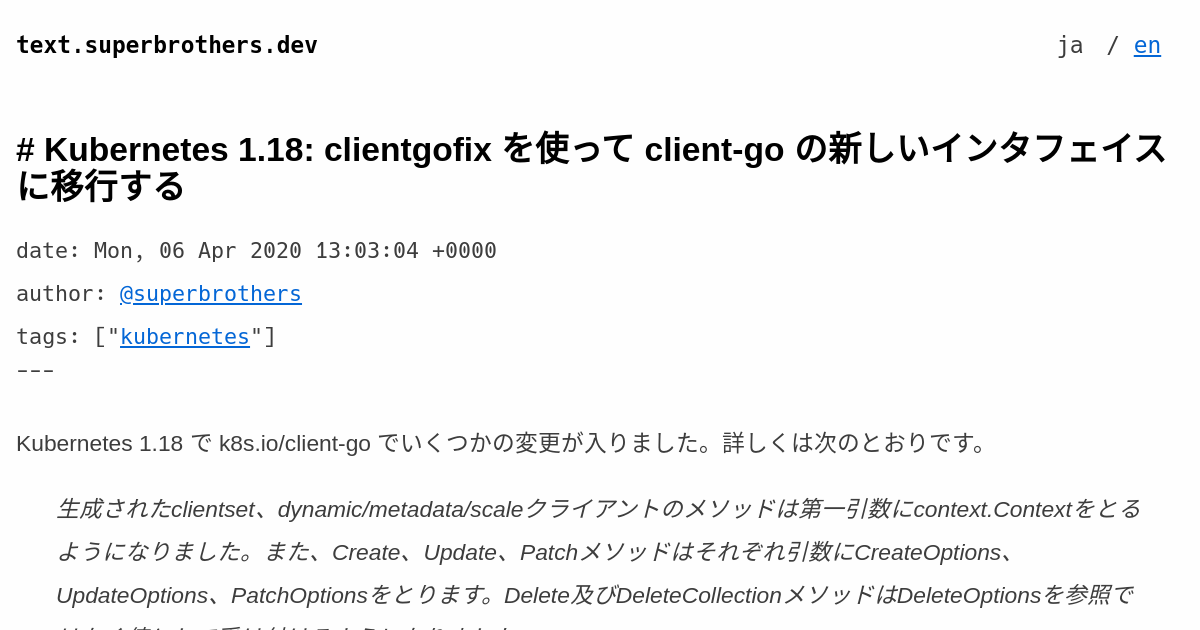 text.superbrothers.dev
ja / en
# Kubernetes 1.18: clientgofix を使って client-go の新しいインタフェイス
に移行する
date: Mon, 06 Apr 2020 13:03:04 +0000
author: @superbrothers
tags: ["kubernetes"]
---
Kubernetes 1.18 で k8s.io/client-go でいくつかの変更が入りました。詳しくは次のとおりです。
生成されたclientset、dynamic/metadata/scaleクライアントのメソッドは第一引数にcontext.Contextをとる
ようになりました。また、Create、Update、Patchメソッドはそれぞれ引数にCreateOptions、
UpdateOptions、PatchOptionsをとります。Delete及びDeleteCollectionメソッドはDeleteOptionsを参照で